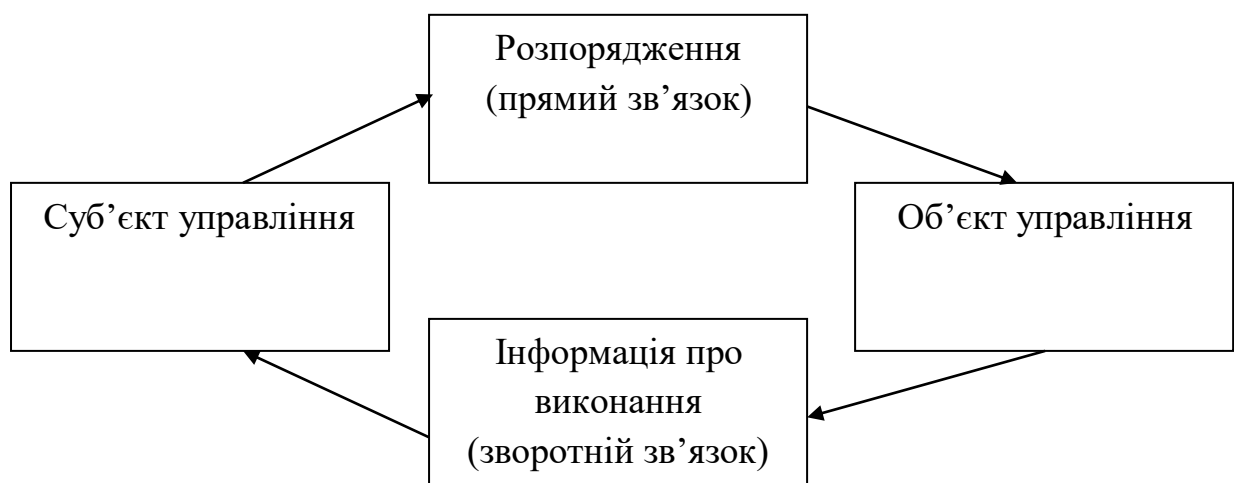 Розпорядження
(прямий зв’язок)
Суб’єкт управління
Об’єкт управління
Інформація про
виконання
(зворотній зв’язок)